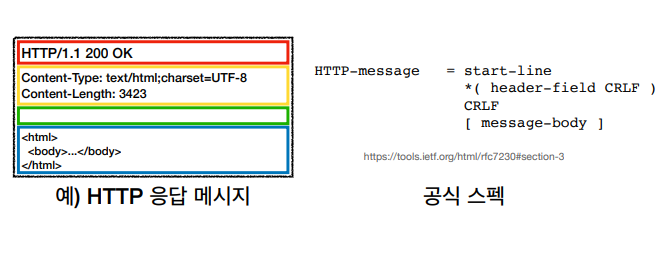 HTTP/1.1 200 OK
Content-Type: text/html;charset=UTF-8
Content-Length: 3423
<html>
<body>...</body>
</html>
예) HTTP 응답 메시지
HTTP-message = start-line
*( header-field CRLF )
CRLF
[ message-body ]
https://tools.ietf.org/html/rfc7230#section-3
공식 스펙